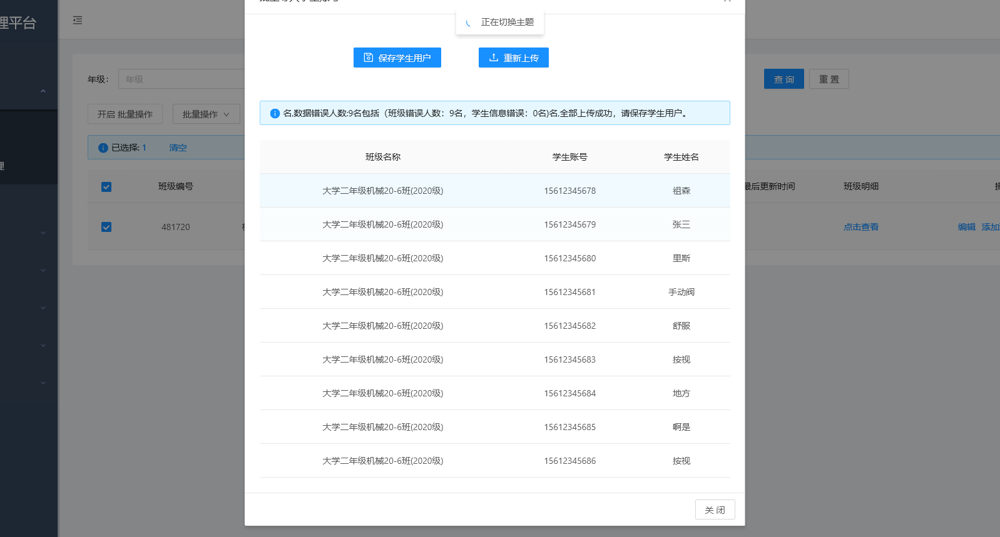 理平台
正在切换主题
保存学生用户
重新上传
年级：
年级
查 询
重 置
开启 批量操作
批量操作
名,数据错误人数:9名包括（班级错误人数：9名，学生信息错误：0名)名,全部上传成功，请保存学生用户。
已选择: 1
清空
班级名称
学生账号
学生姓名
理
班级编号
最后更新时间
班级明细
大学二年级机械20-6班(2020级)
15612345678
祖森
大学二年级机械20-6班(2020级)
15612345679
张三
481720
点击查看
编辑
添加
大学二年级机械20-6班(2020级)
15612345680
里斯
大学二年级机械20-6班(2020级)
15612345681
手动阀
大学二年级机械20-6班(2020级)
15612345682
舒服
大学二年级机械20-6班(2020级)
15612345683
按视
大学二年级机械20-6班(2020级)
15612345684
地方
大学二年级机械20-6班(2020级)
15612345685
啊是
大学二年级机械20-6班(2020级)
15612345686
按视
关 闭